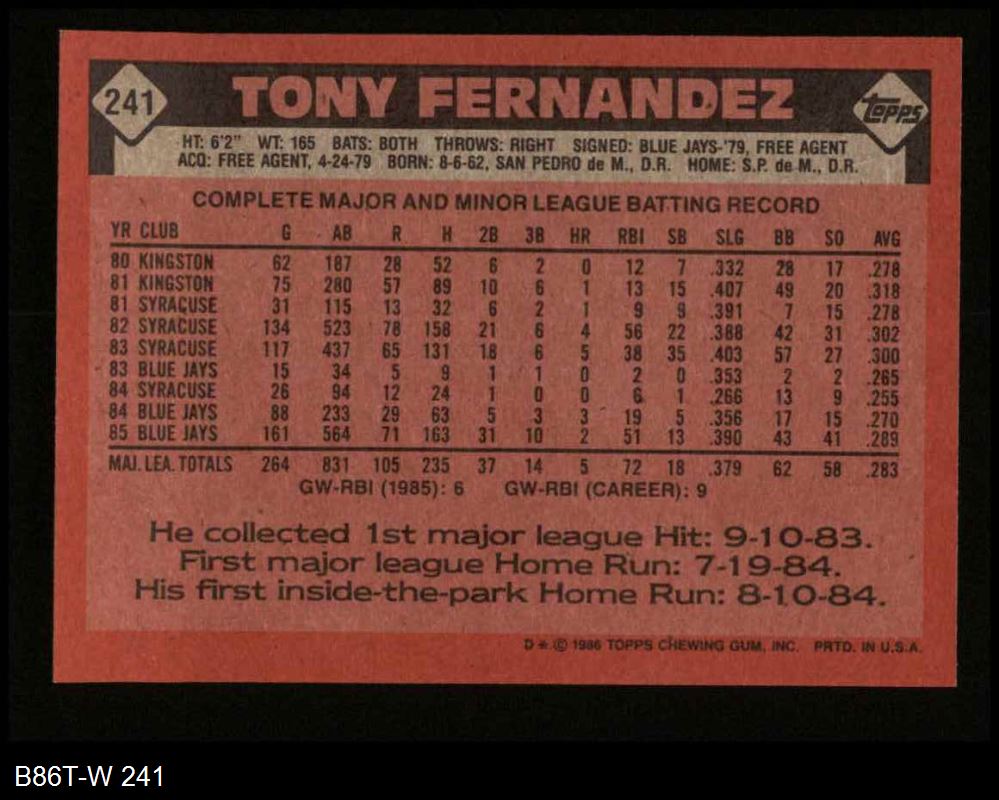 241
TONY FERNANDEZ
topps
HT: 6'2" WT: 165 BATS: BOTH THROWS: RIGHT SIGNED: BLUE JAYS-'79, FREE AGENT
ACQ: FREE AGENT, 4-24-79 BORN: 8-6-62, SAN PEDRO de M., D.R. HOME: S.P. de M., D.R.
COMPLETE MAJOR AND MINOR LEAGUE BATTING RECORD
YR CLUB G AB R H 2B 3B HR RBI SB SLG BB SO AVG
80 KINGSTON 62 187 28 52 6 2 0 12 7 .332 28 17 .278
81 KINGSTON 75 280 57 89 10 6 1 13 15 .407 49 20 .318
81 SYRACUSE 31 115 13 32 6 2 1 9 9 .391 7 15 .278
82 SYRACUSE 134 523 78 158 21 6 4 56 22 .388 42 31 .302
83 SYRACUSE 117 437 65 131 18 6 5 38 35 .403 57 27 .300
83 BLUE JAYS 15 34 5 9 1 1 0 2 0 .353 2 2 .265
84 SYRACUSE 26 94 12 24 1 0 0 6 1 .266 13 9 .255
84 BLUE JAYS 88 233 29 63 5 3 3 19 5 .356 17 15 .270
85 BLUE JAYS 161 564 71 163 31 10 2 51 13 .390 43 41 .289
MAJ. LEA. TOTALS 264 831 105 235 37 14 5 72 18 .379 62 58 .283
GW-RBI (1985): 6 GW-RBI (CAREER): 9
He collected 1st major league Hit: 9-10-83.
First major league Home Run: 7-19-84.
His first inside-the-park Home Run: 8-10-84.
D * © 1986 TOPPS CHEWING GUM, INC. PRTD. IN U.S.A.
B86T-W 241